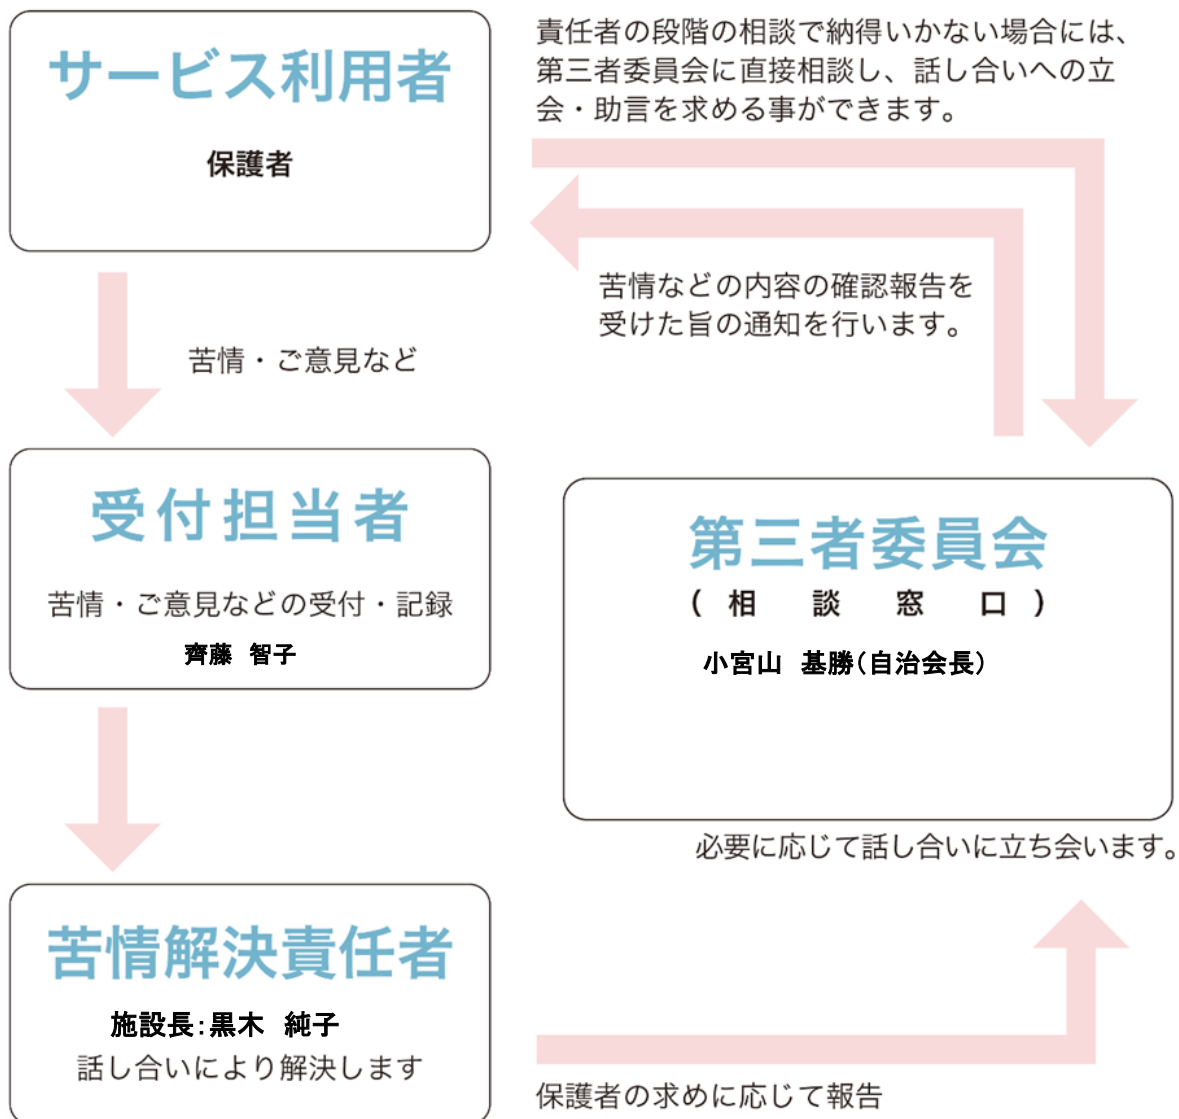 サービス利用者
保護者
責任者の段階の相談で納得いかない場合には、
第三者委員会に直接相談し、話し合いへの立
会・助言を求める事ができます。
苦情などの内容の確認報告を
受けた旨の通知を行います。
苦情・ご意見など
受付担当者
苦情・ご意見などの受付・記録
齊藤　智子
第三者委員会
(相談窓口)
小宮山　基勝(自治会長)
必要に応じて話し合いに立ち会います。
苦情解決責任者
施設長:黒木　純子
話し合いにより解決します
保護者の求めに応じて報告